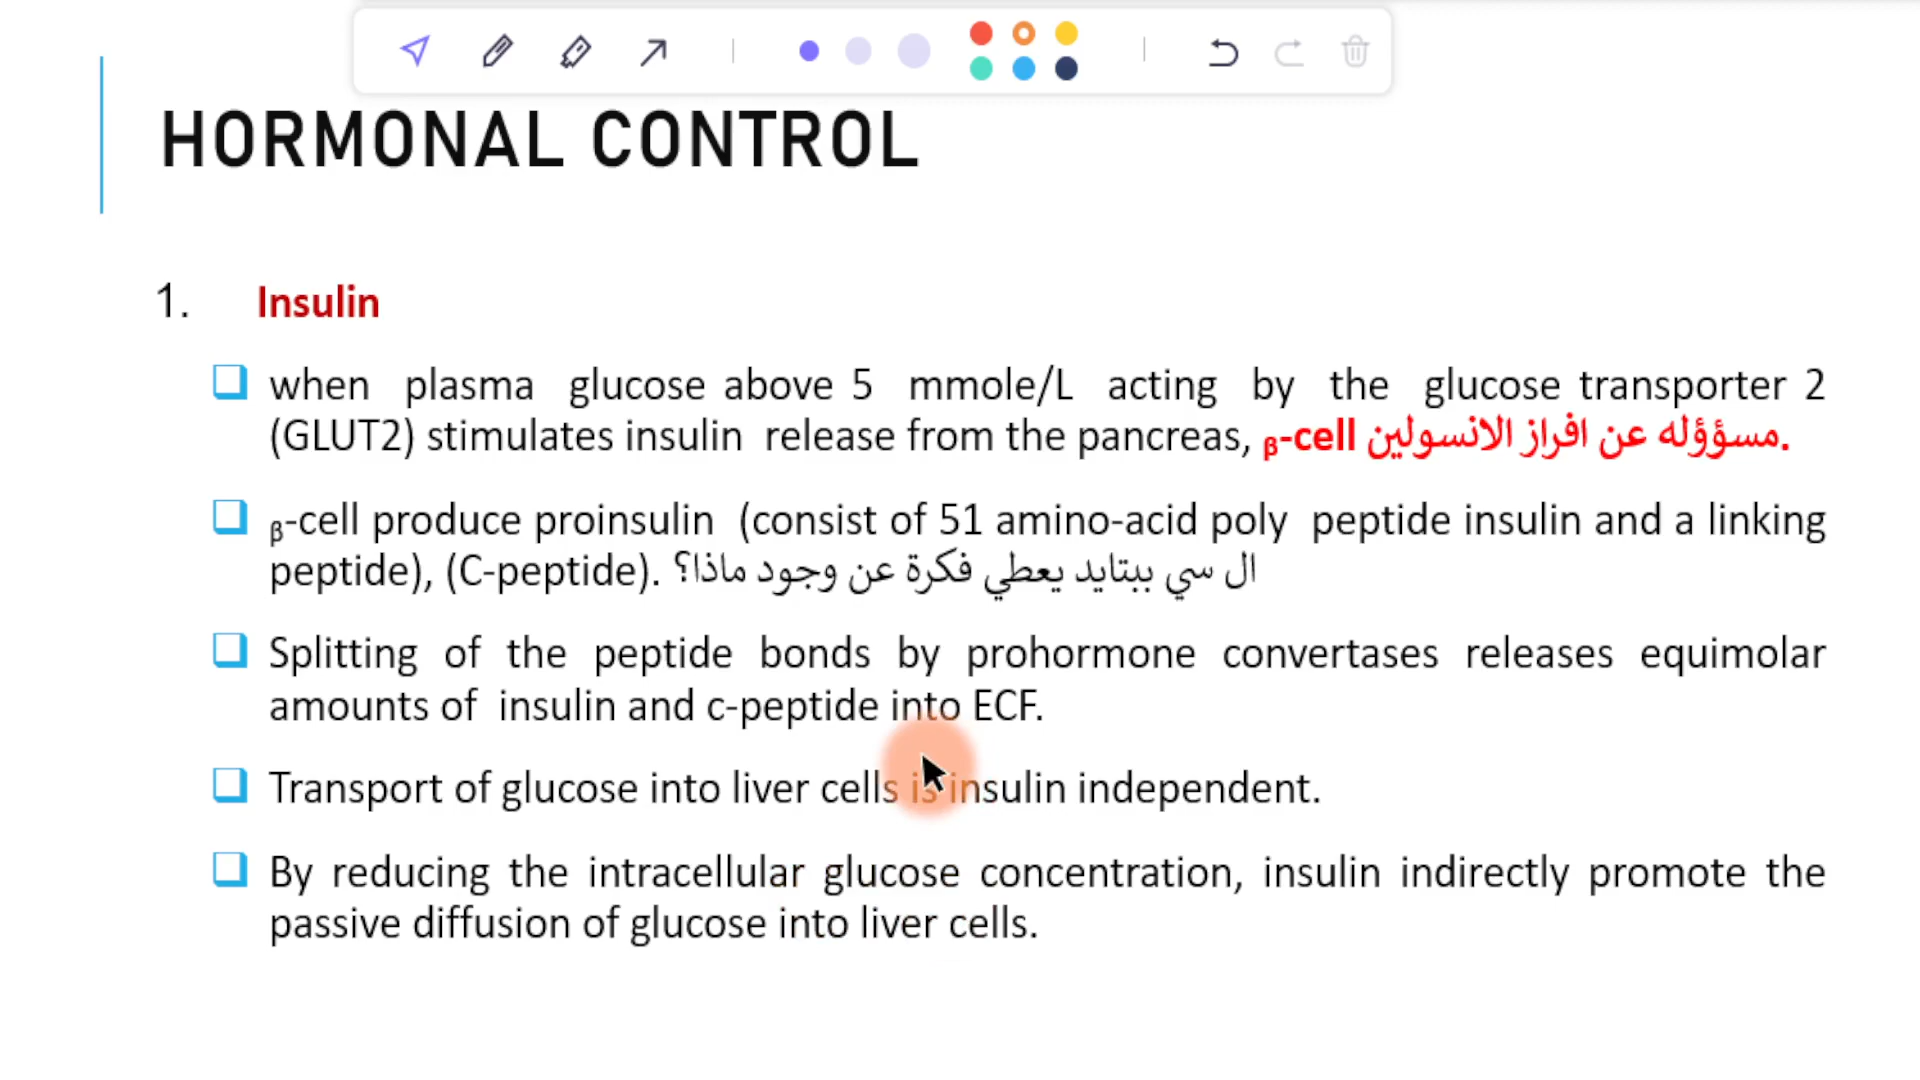 HORMONAL CONTROL
1. Insulin
❑ when plasma glucose above 5 mmole/L acting by the glucose transporter 2
(GLUT2) stimulates insulin release from the pancreas, β-cell مسؤؤله عن افراز الانسولين.
❑ β-cell produce proinsulin (consist of 51 amino-acid poly peptide insulin and a linking
peptide), (C-peptide). ال سي ببتايد يعطي فكرة عن وجود ماذا؟
❑ Splitting of the peptide bonds by prohormone convertases releases equimolar
amounts of insulin and c-peptide into ECF.
❑ Transport of glucose into liver cells is insulin independent.
❑ By reducing the intracellular glucose concentration, insulin indirectly promote the
passive diffusion of glucose into liver cells.